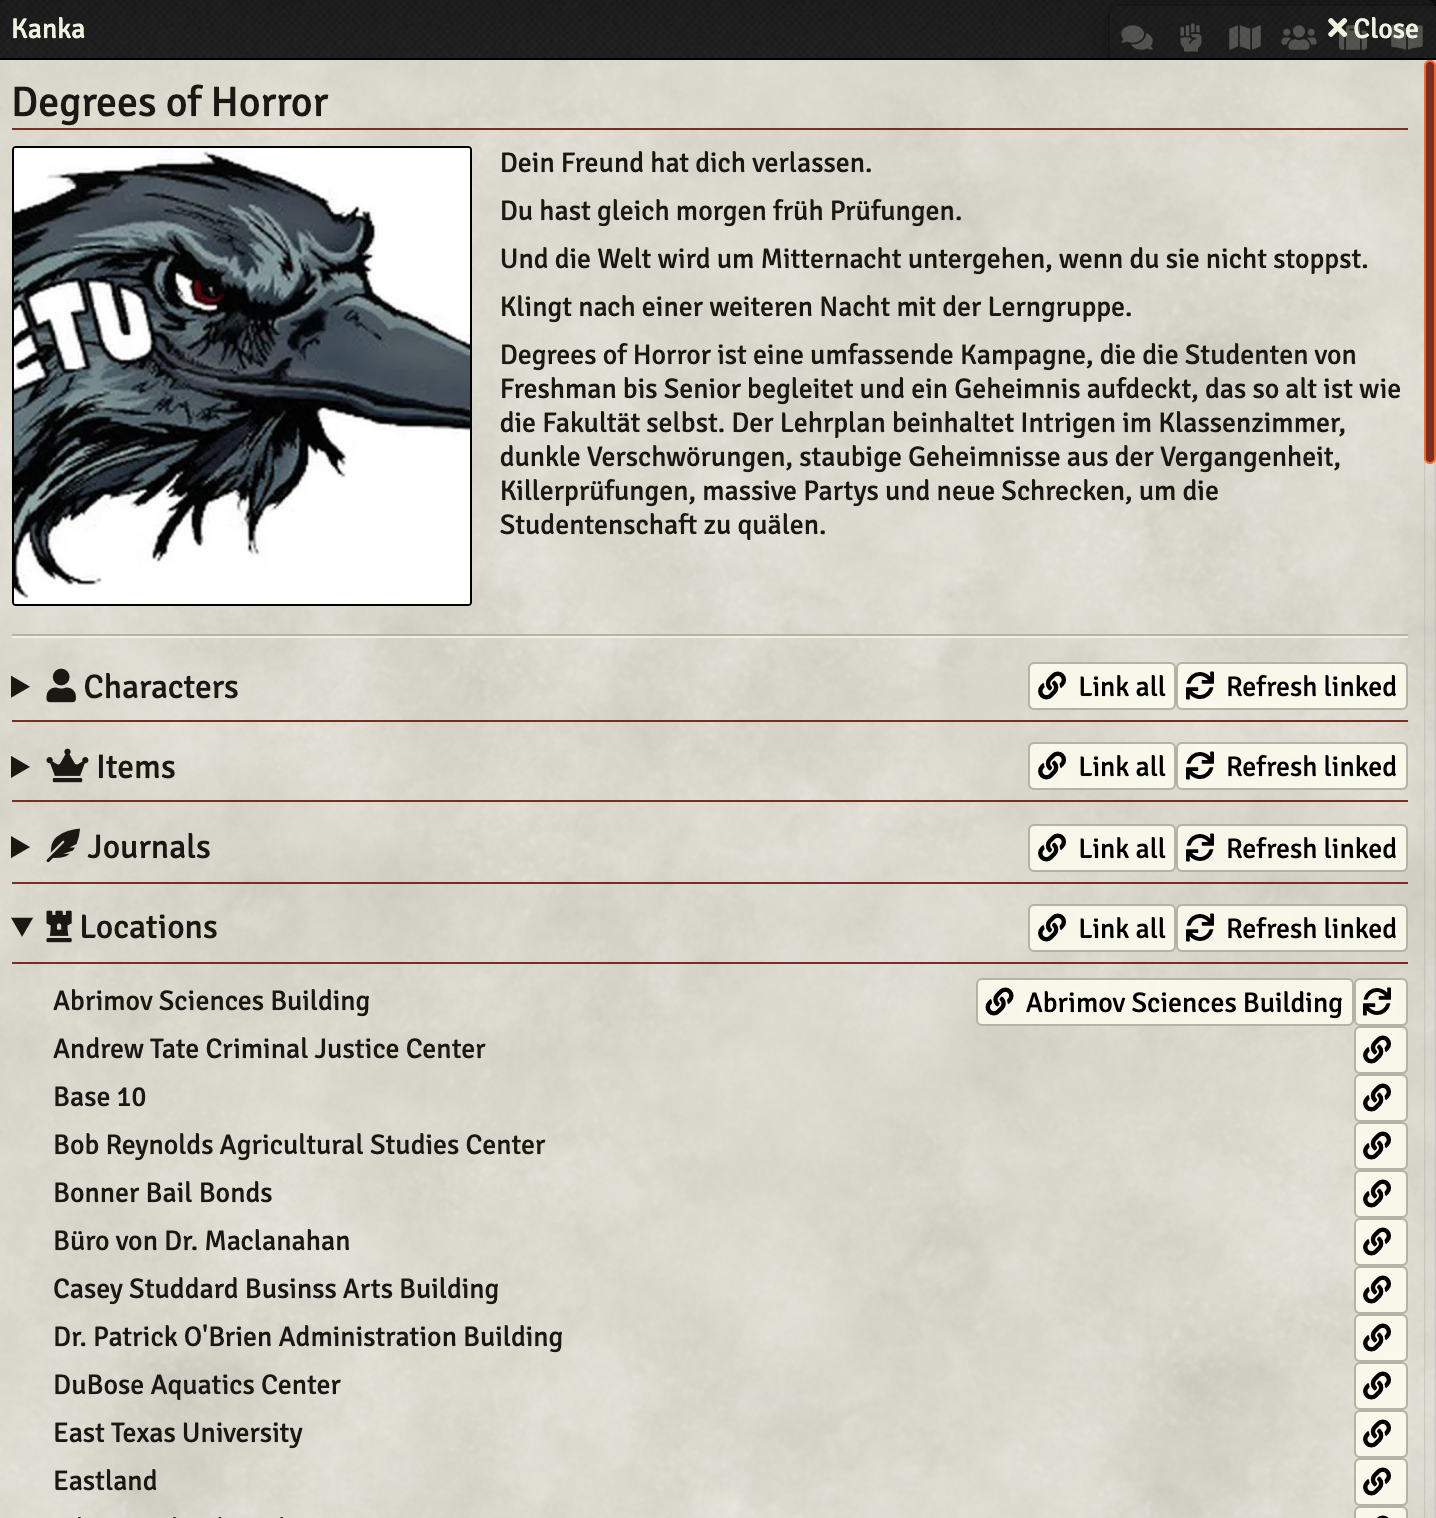 Kanka
Close
Degrees of Horror
ETU
Dein Freund hat dich verlassen.
Du hast gleich morgen früh Prüfungen.
Und die Welt wird um Mitternacht untergehen, wenn du sie nicht stoppst.
Klingt nach einer weiteren Nacht mit der Lerngruppe.
Degrees of Horror ist eine umfassende Kampagne, die die Studenten von
Freshman bis Senior begleitet und ein Geheimnis aufdeckt, das so alt ist wie
die Fakultät selbst. Der Lehrplan beinhaltet Intrigen im Klassenzimmer,
dunkle Verschwörungen, staubige Geheimnisse aus der Vergangenheit,
Killerprüfungen, massive Partys und neue Schrecken, um die
Studentenschaft zu quälen.
Characters Link all Refresh linked
Items Link all Refresh linked
Journals Link all Refresh linked
Locations Link all Refresh linked
Abrimov Sciences Building Abrimov Sciences Building
Andrew Tate Criminal Justice Center
Base 10
Bob Reynolds Agricultural Studies Center
Bonner Bail Bonds
Büro von Dr. Maclanahan
Casey Studdard Businss Arts Building
Dr. Patrick O'Brien Administration Building
DuBose Aquatics Center
East Texas University
Eastland